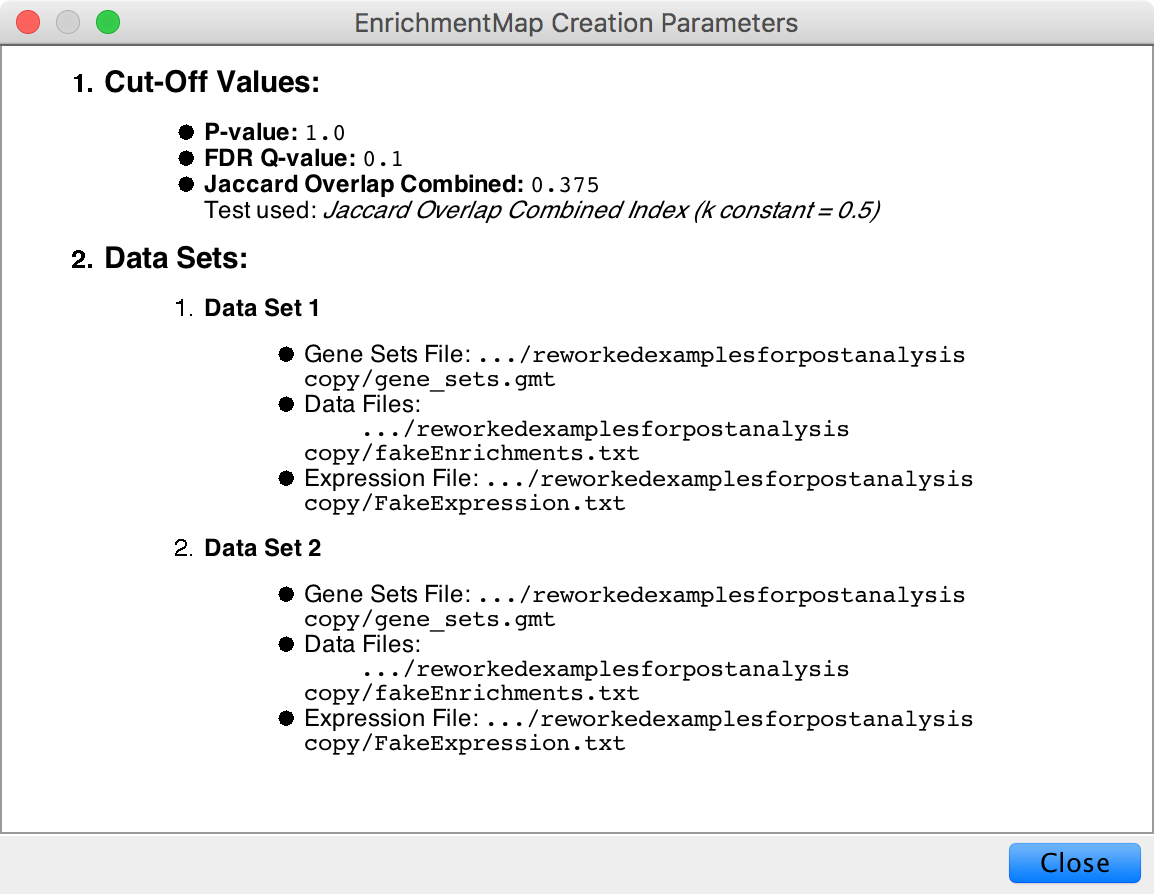 EnrichmentMap Creation Parameters
1. Cut-Off Values:
● P-value: 1.0
● FDR Q-value: 0.1
● Jaccard Overlap Combined: 0.375
Test used: Jaccard Overlap Combined Index (k constant = 0.5)
2. Data Sets:
1. Data Set 1
● Gene Sets File: .../reworkedexamplesforpostanalysis
copy/gene_sets.gmt
● Data Files:
.../reworkedexamplesforpostanalysis
copy/fakeEnrichments.txt
● Expression File: .../reworkedexamplesforpostanalysis
copy/FakeExpression.txt
2. Data Set 2
● Gene Sets File: .../reworkedexamplesforpostanalysis
copy/gene_sets.gmt
● Data Files:
.../reworkedexamplesforpostanalysis
copy/fakeEnrichments.txt
● Expression File: .../reworkedexamplesforpostanalysis
copy/FakeExpression.txt
Close